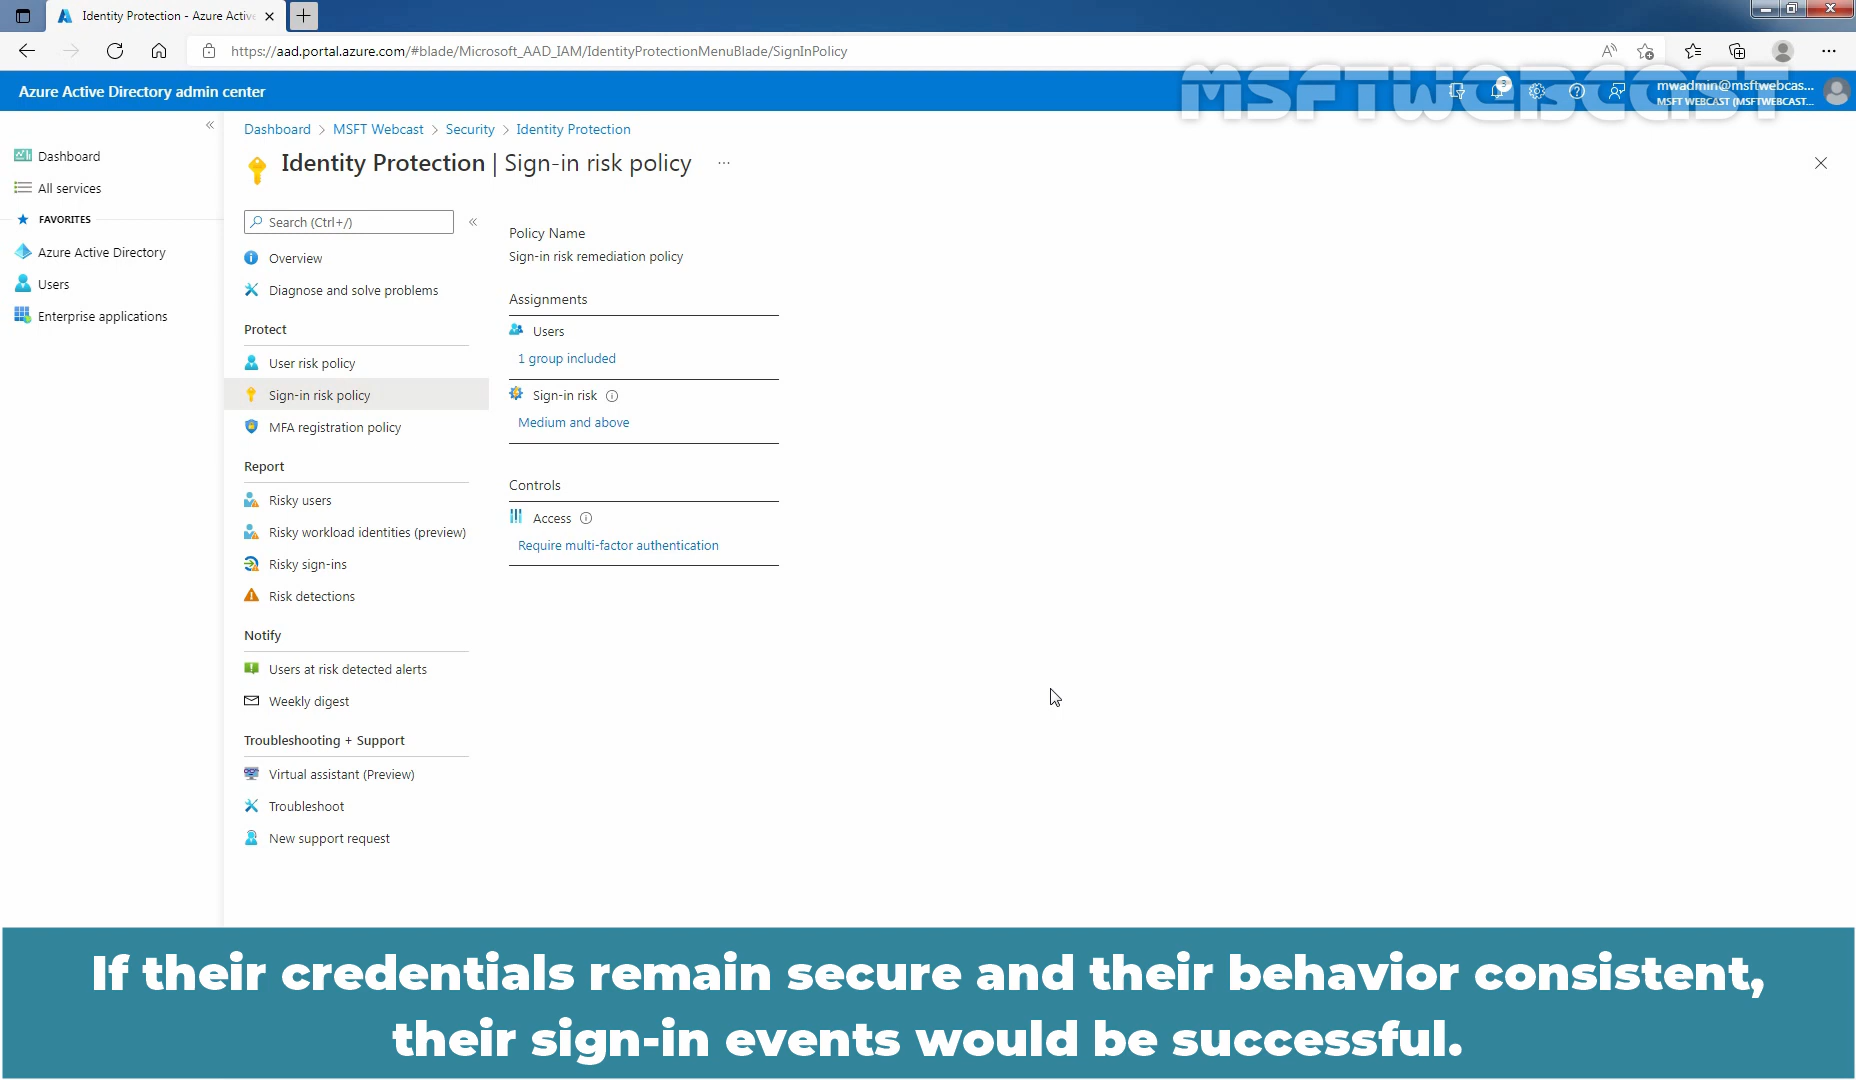 Identity Protection - Azure Active
https://aad.portal.azure.com/#blade/Microsoft_AAD_IAM/IdentityProtectionMenuBlade/SignInPolicy
MSFTWEBCAST
Azure Active Directory admin center
3
mwadmin@msftwebcas...
MSFT WEBCAST (MSFTWEBCAST...
Dashboard > MSFT Webcast > Security > Identity Protection
Identity Protection | Sign-in risk policy ...
Dashboard
All services
FAVORITES
Azure Active Directory
Users
Enterprise applications
Search (Ctrl+/)
Overview
Diagnose and solve problems
Protect
User risk policy
Sign-in risk policy
MFA registration policy
Report
Risky users
Risky workload identities (preview)
Risky sign-ins
Risk detections
Notify
Users at risk detected alerts
Weekly digest
Troubleshooting + Support
Virtual assistant (Preview)
Troubleshoot
New support request
Policy Name
Sign-in risk remediation policy
Assignments
Users
1 group included
Sign-in risk
Medium and above
Controls
Access
Require multi-factor authentication
If their credentials remain secure and their behavior consistent,
their sign-in events would be successful.